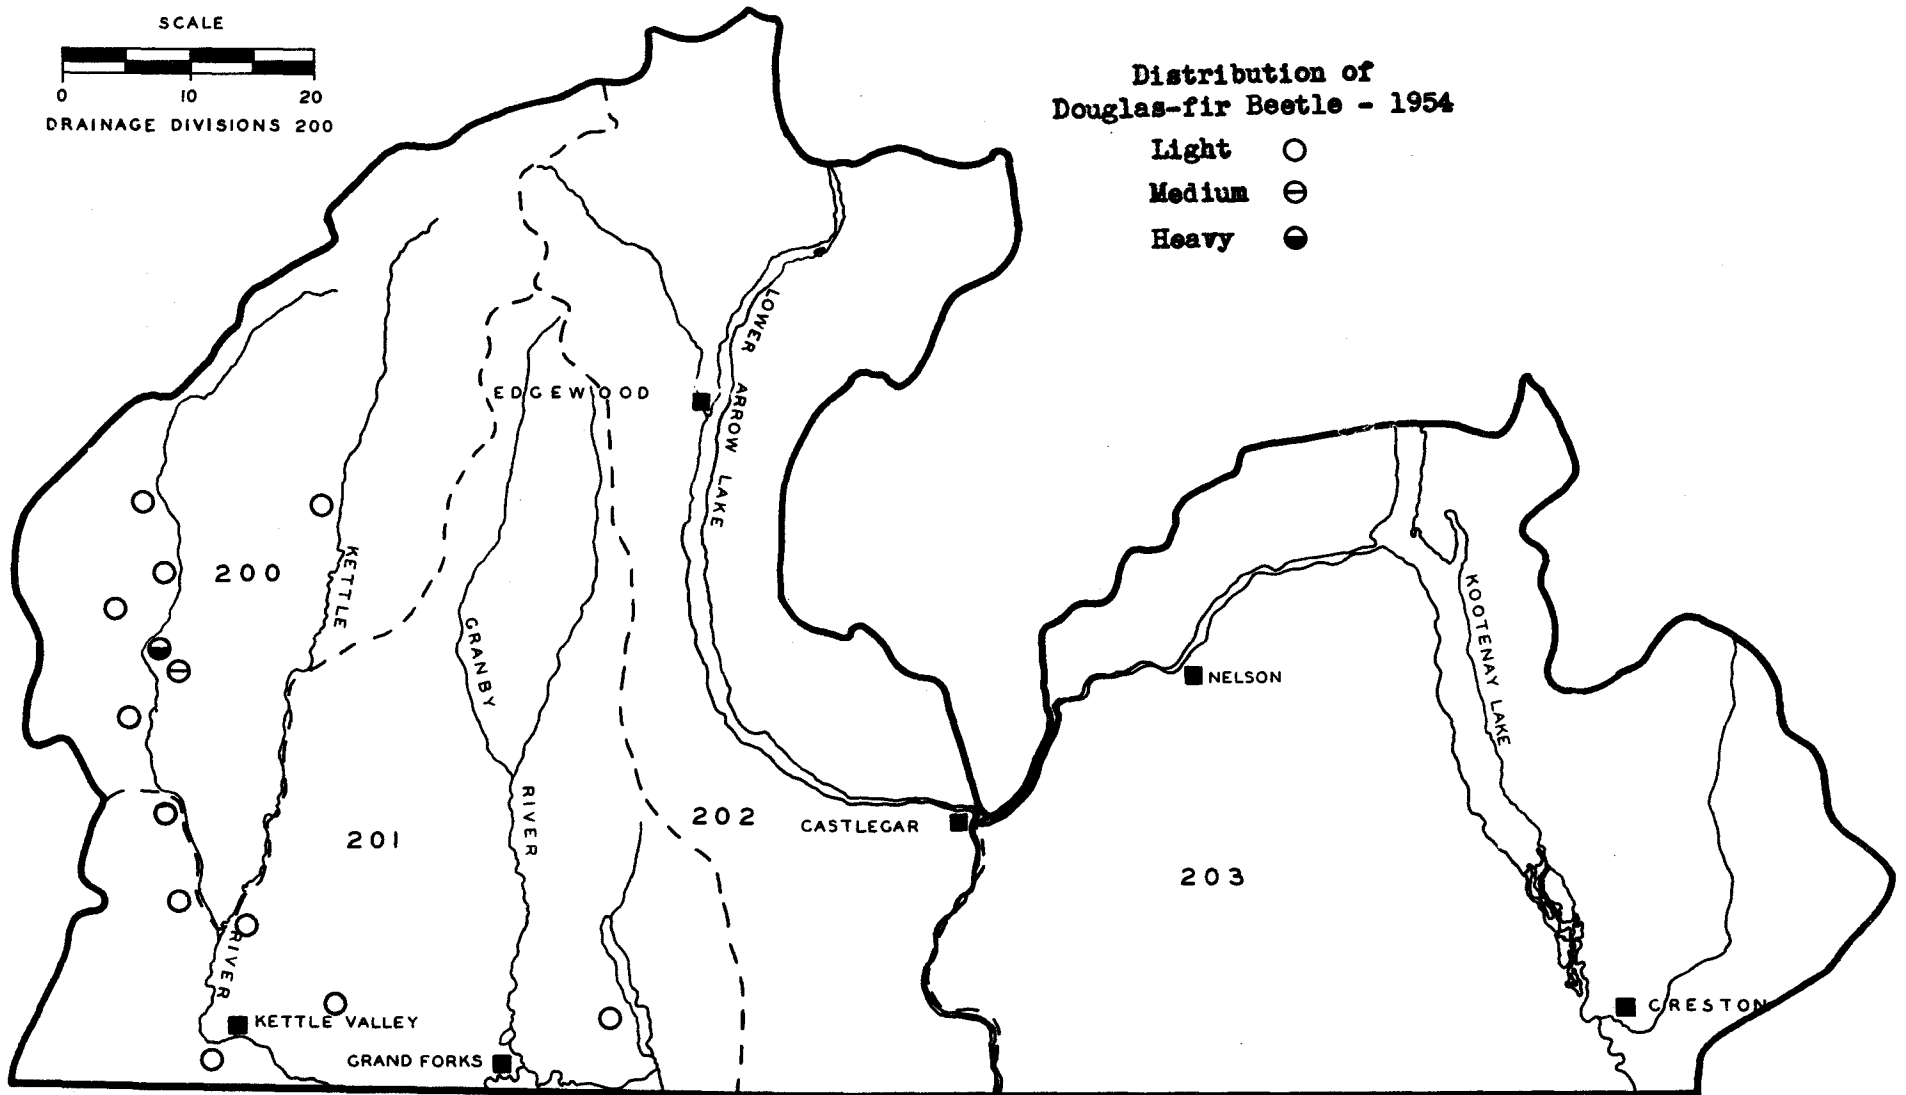 SCALE
0 10 20
DRAINAGE DIVISIONS 200
Distribution of
Douglas-fir Beetle - 1954
Light
Medium
Heavy
LOWER ARROW LAKE
EDGEWOOD
200
KETTLE
GRANBY
KOOTENAY LAKE
NELSON
RIVER
201
202
CASTLEGAR
203
RIVER
KETTLE VALLEY
GRAND FORKS
CRESTON